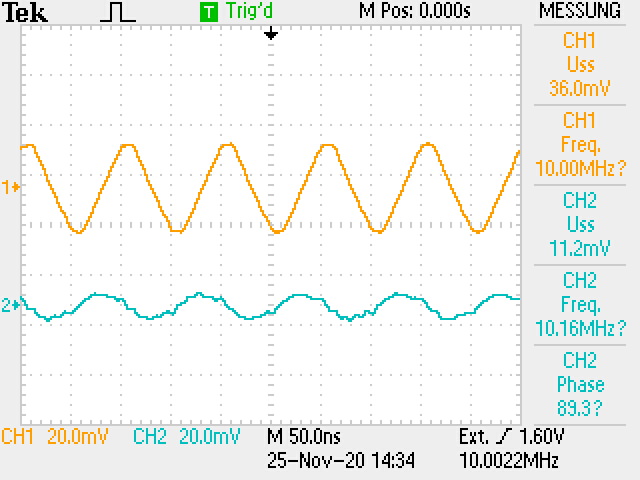 Tek T Trig'd M Pos: 0.000s MESSUNG
CH1
Uss
36.0mV
CH1
Freq.
10.00MHz?
CH2
Uss
11.2mV
CH2
Freq.
10.16MHz?
CH2
Phase
89.3?
1
2
CH1 20.0mV CH2 20.0mV M 50.0ns Ext. 1.60V
25-Nov-20 14:34 10.0022MHz